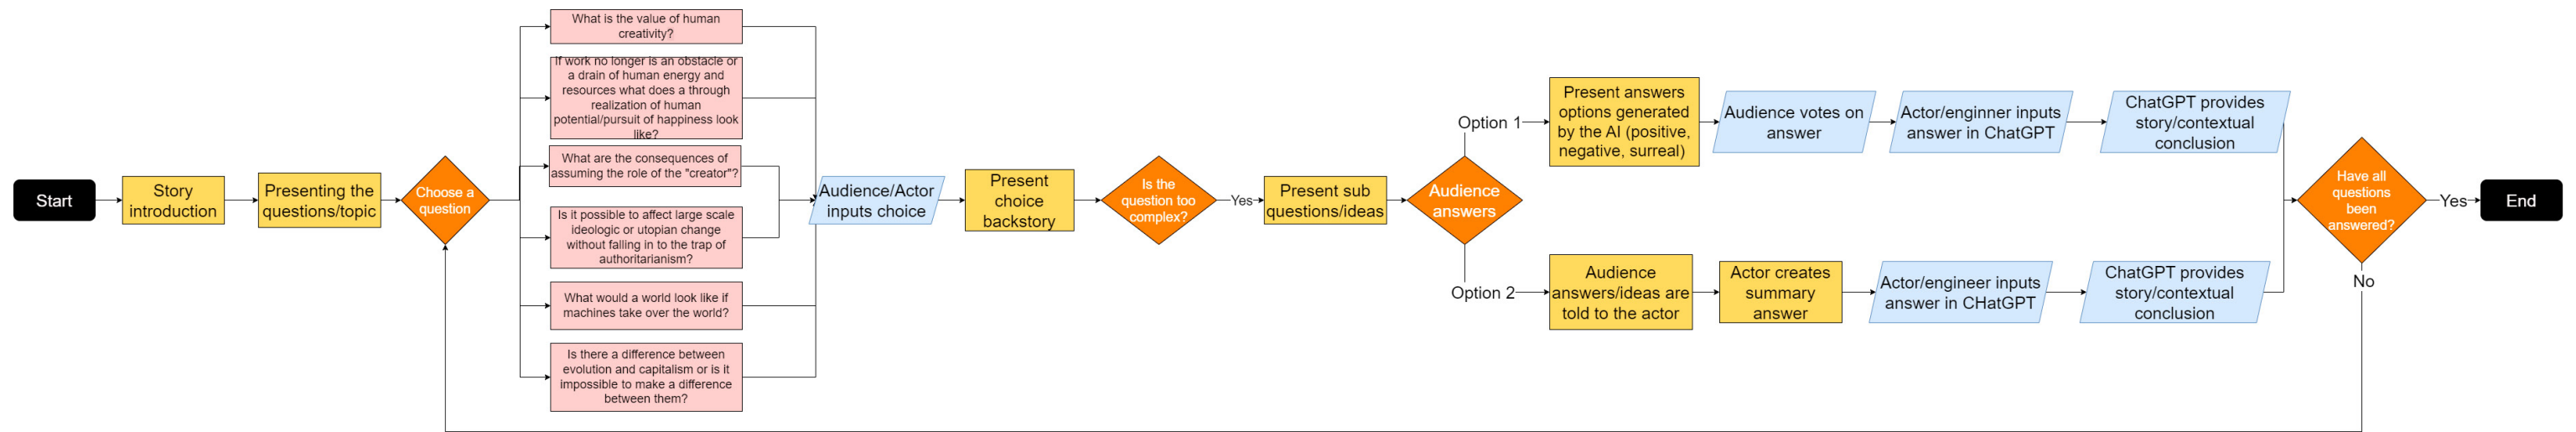 Start
Story
introduction
Presenting the
questions/topic
Choose a
question
What is the value of human
creativity?
If work no longer is an obstacle or
a drain of human energy and
resources what does a through
realization of human
potential/pursuit of happiness look
like?
What are the consequences of
assuming the role of the "creator"?
Is it possible to affect large scale
ideologic or utopian change
without falling in to the trap of
authoritarianism?
What would a world look like if
machines take over the world?
Is there a difference between
evolution and capitalism or is it
impossible to make a difference
between them?
Audience/Actor
inputs choice
Present
choice
backstory
Is the
question too
complex?
Yes
Present sub
questions/ideas
Audience
answers
Option 1
Present answers
options generated
by the AI (positive,
negative, surreal)
Audience votes on
answer
Actor/enginner inputs
answer in ChatGPT
ChatGPT provides
story/contextual
conclusion
Option 2
Audience
answers/ideas are
told to the actor
Actor creates
summary
answer
Actor/engineer inputs
answer in CHatGPT
ChatGPT provides
story/contextual
conclusion
Have all
questions
been
answered?
Yes
End
No